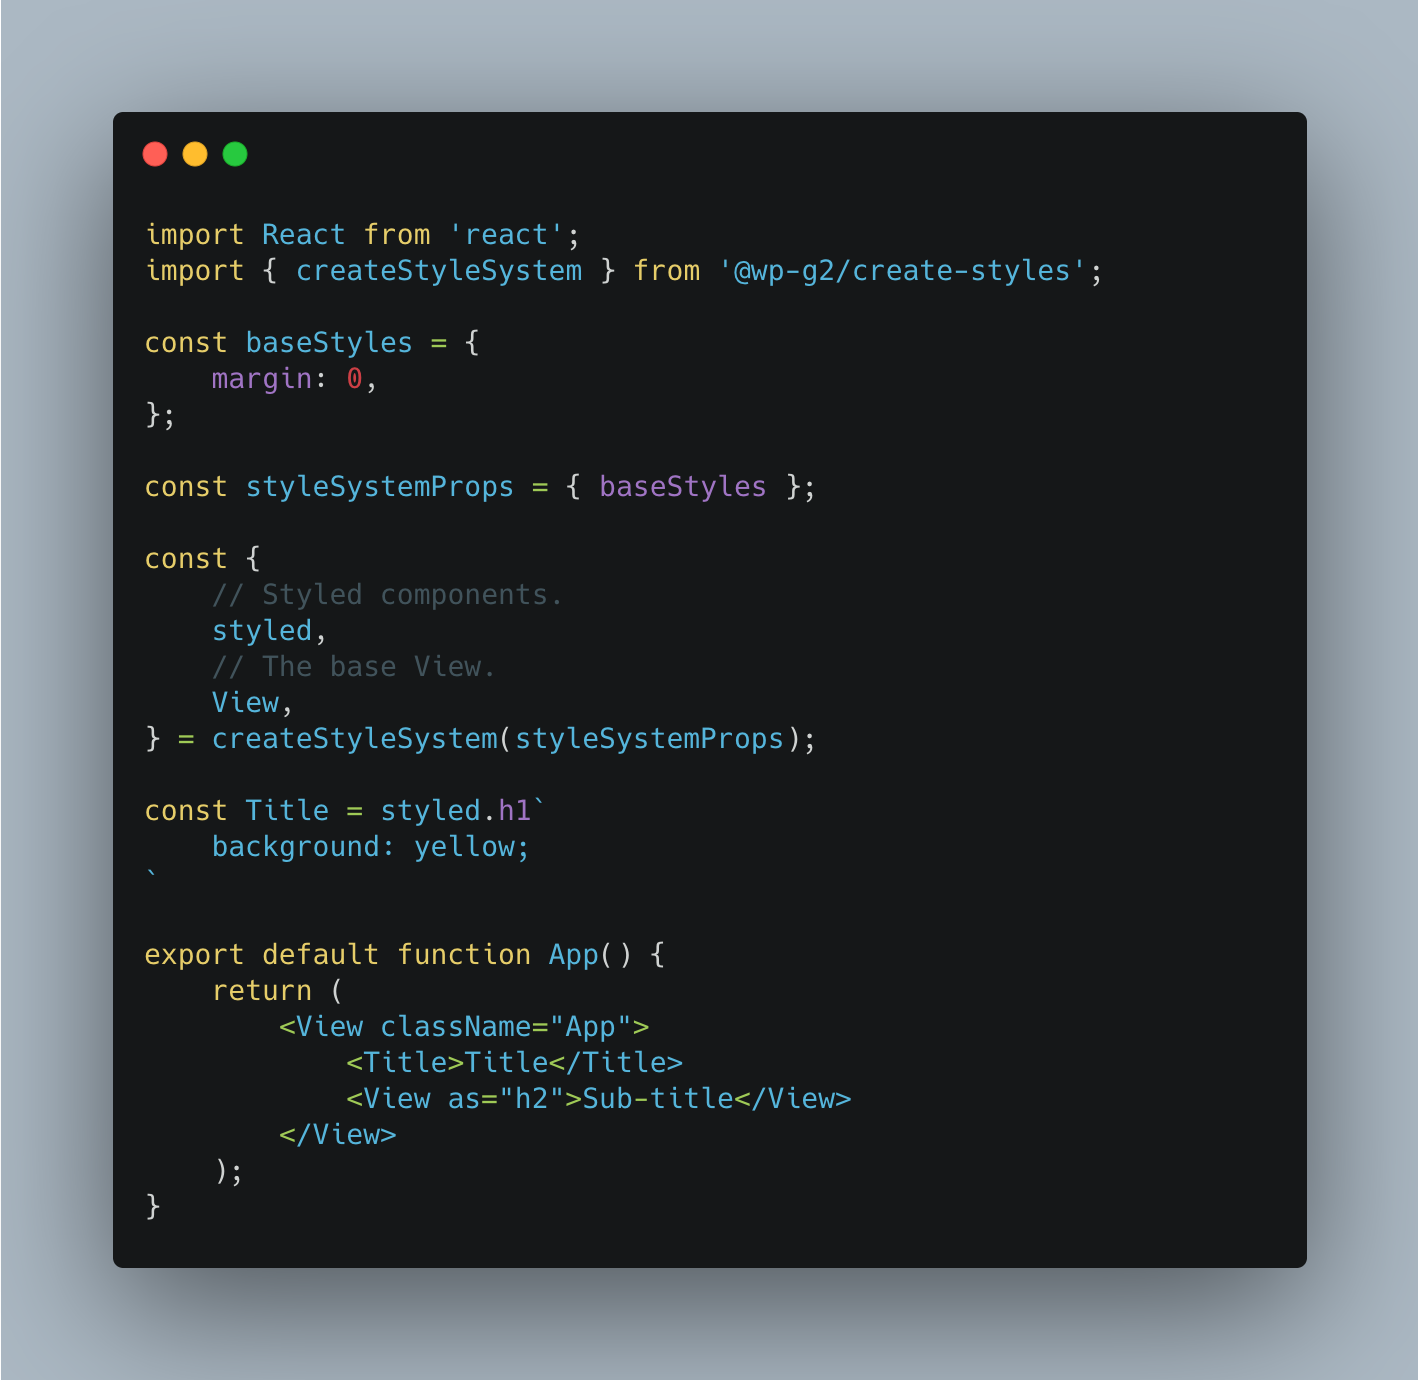 import React from 'react';
import { createStyleSystem } from '@wp-g2/create-styles';

const baseStyles = {
    margin: 0,
};

const styleSystemProps = { baseStyles };

const {
    // Styled components.
    styled,
    // The base View.
    View,
} = createStyleSystem(styleSystemProps);

const Title = styled.h1`
    background: yellow;
`

export default function App() {
    return (
        <View className="App">
            <Title>Title</Title>
            <View as="h2">Sub-title</View>
        </View>
    );
}